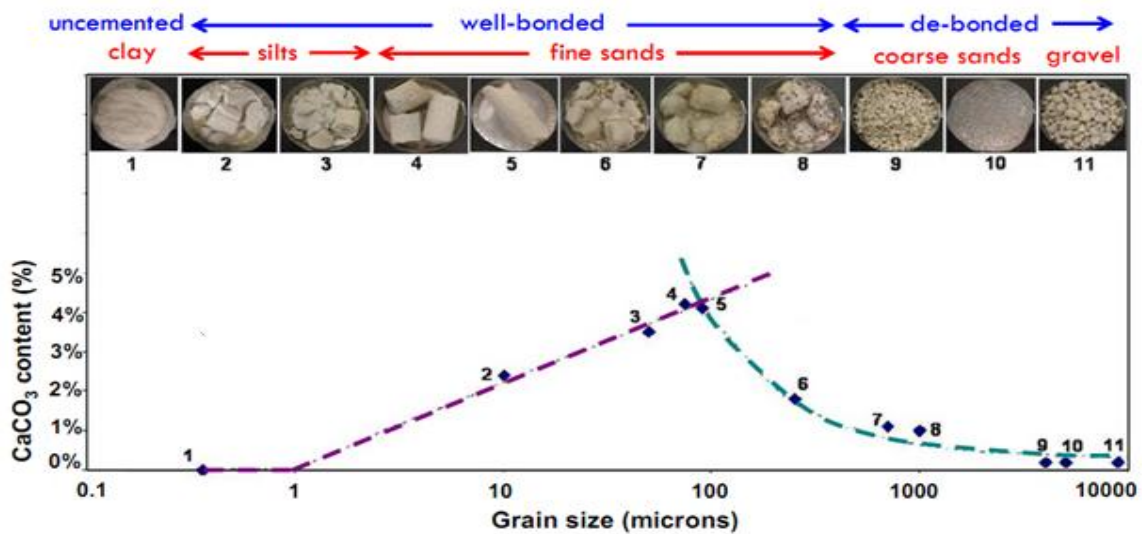 uncemented well-bonded de-bonded
clay silts fine sands coarse sands gravel
1 2 3 4 5 6 7 8 9 10 11
5%
4%
3%
2%
1%
0%
CaCO3 content (%)
1 2 3 4 5 6 7 8 9 10 11
0.1 1 10 100 1000 10000
Grain size (microns)